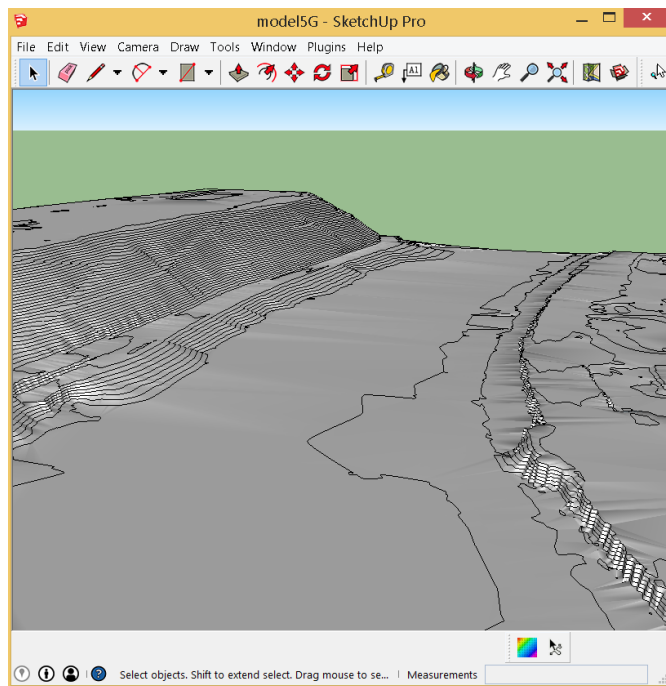 model5G - SketchUp Pro
File Edit View Camera Draw Tools Window Plugins Help
A1
Select objects. Shift to extend select. Drag mouse to se... Measurements